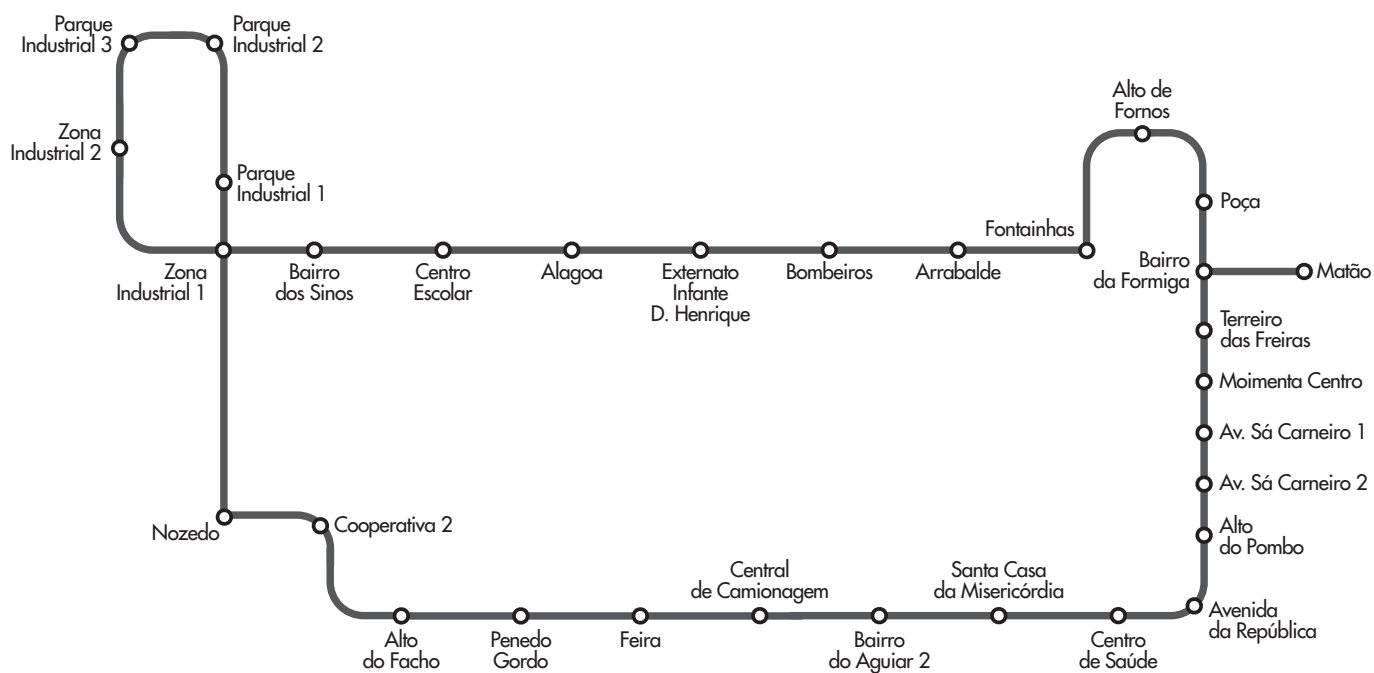 Parque
Industrial 3
Parque
Industrial 2
Zona
Industrial 2
Parque
Industrial 1
Zona
Industrial 1
Bairro
dos Sinos
Centro
Escolar
Alagoa
Externato
Infante
D. Henrique
Bombeiros
Arrabalde
Fontainhas
Alto de
Fornos
Poça
Bairro
da Formiga
Matão
Terreiro
das Freiras
Moimenta Centro
Av. Sá Carneiro 1
Av. Sá Carneiro 2
Alto
do Pombo
Avenida
da República
Centro
de Saúde
Santa Casa
da Misericórdia
Bairro
do Aguiar 2
Central
de Camionagem
Feira
Penedo
Gordo
Alto
do Facho
Cooperativa 2
Nozedo